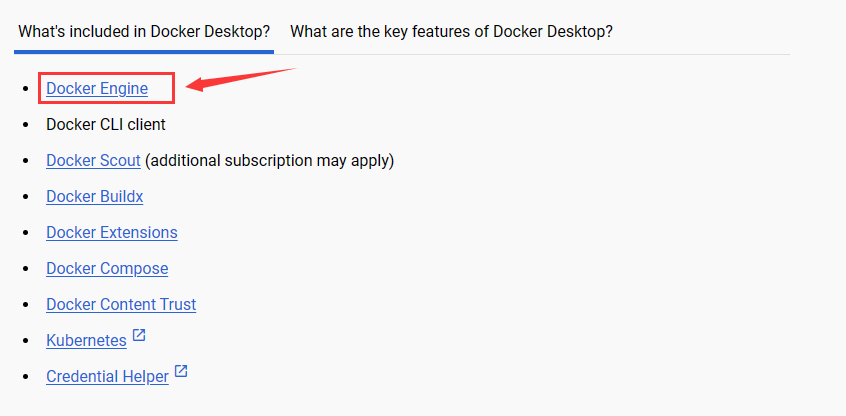 What's included in Docker Desktop? What are the key features of Docker Desktop?
Docker Engine
Docker CLI client
Docker Scout (additional subscription may apply)
Docker Buildx
Docker Extensions
Docker Compose
Docker Content Trust
Kubernetes
Credential Helper